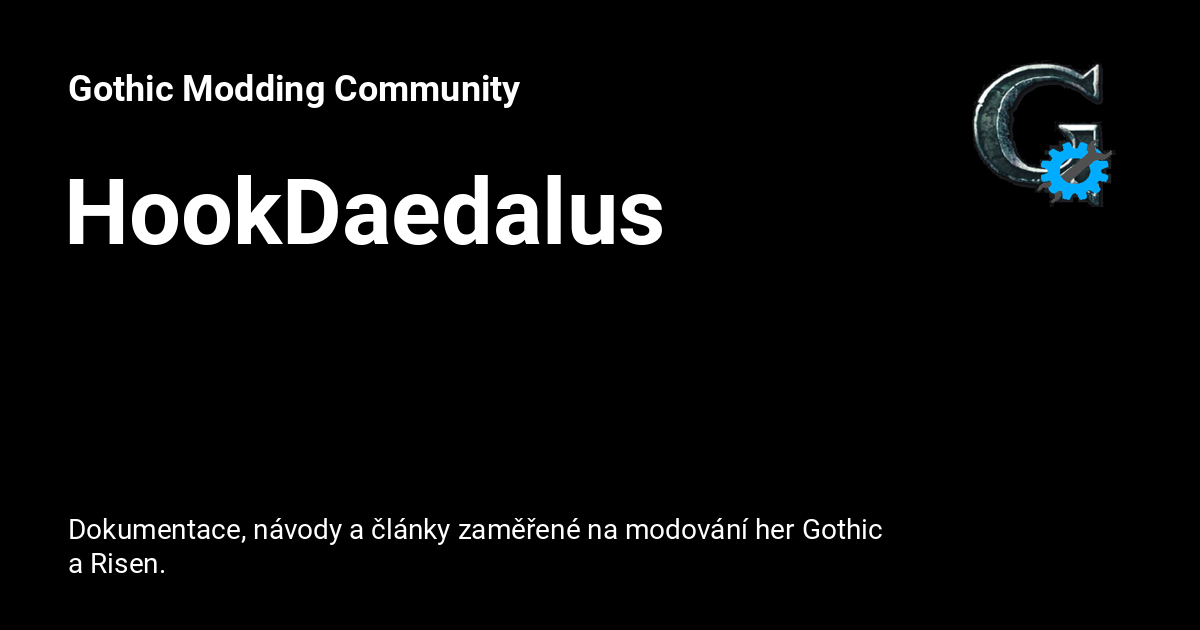 Gothic Modding Community
HookDaedalus
Dokumentace, návody a články zaměřené na modování her Gothic
a Risen.